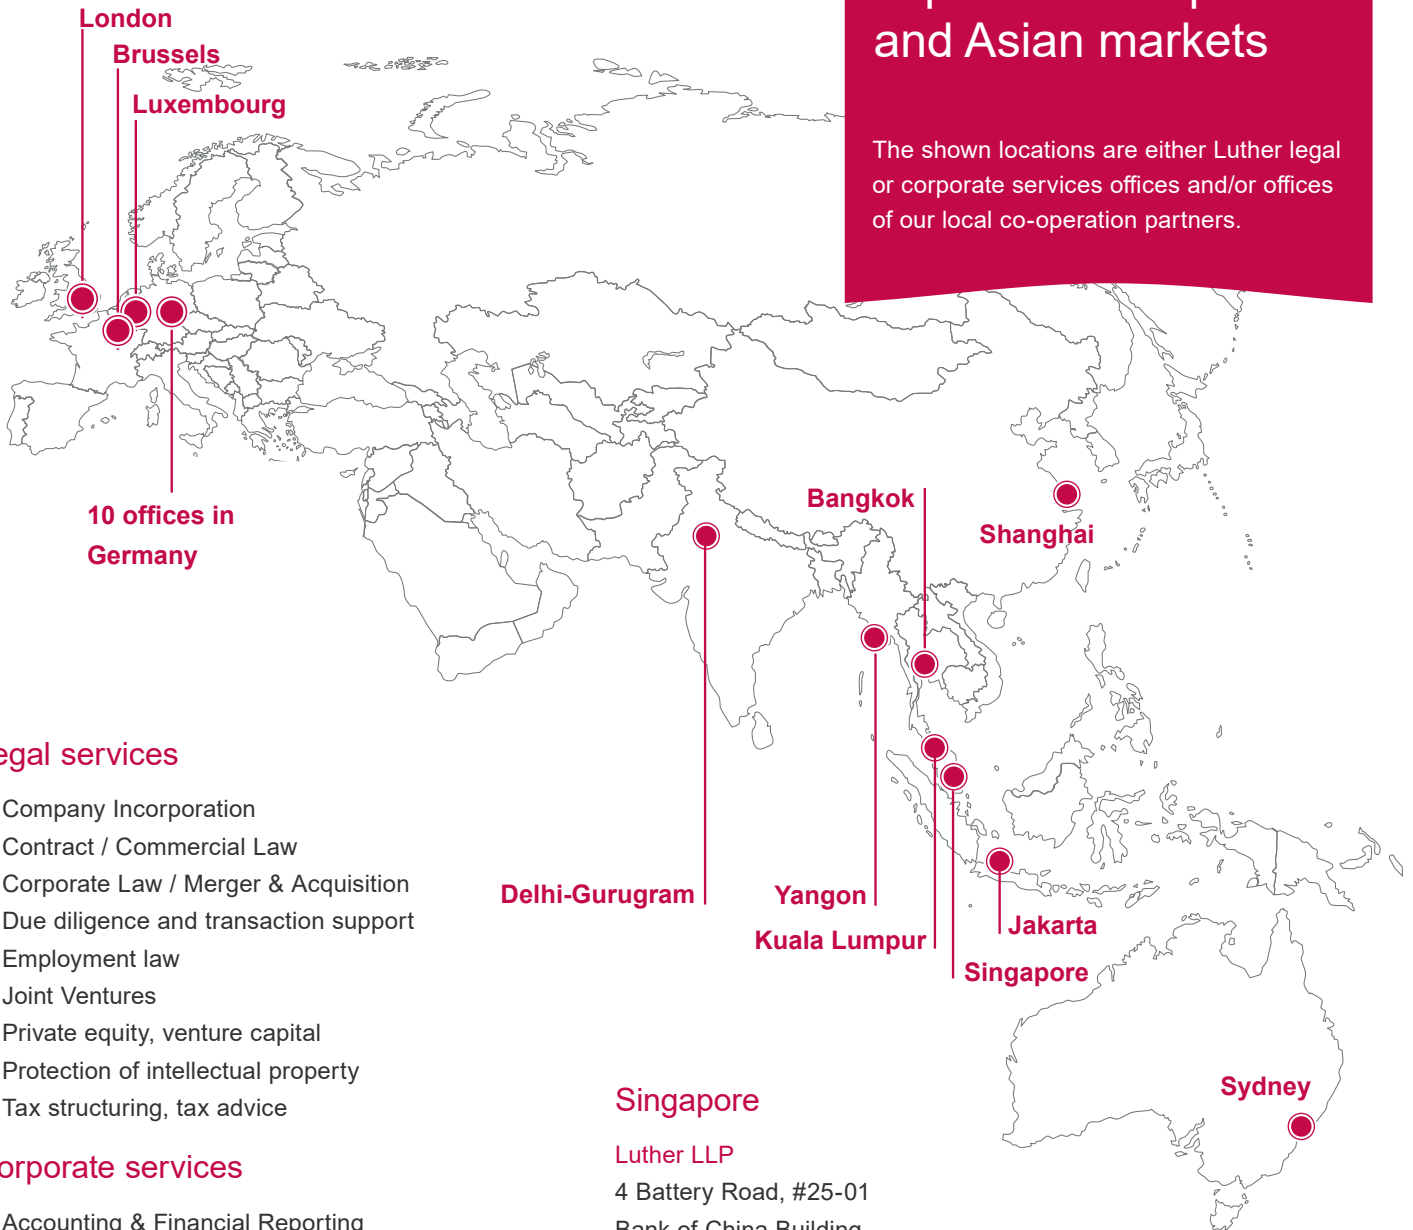 and Asian markets
The shown locations are either Luther legal
or corporate services offices and/or offices
of our local co-operation partners.
London
Brussels
Luxembourg
10 offices in
Germany
Bangkok
Shanghai
Delhi-Gurugram
Yangon
Kuala Lumpur
Jakarta
Singapore
Sydney
egal services
Company Incorporation
Contract / Commercial Law
Corporate Law / Merger & Acquisition
Due diligence and transaction support
Employment law
Joint Ventures
Private equity, venture capital
Protection of intellectual property
Tax structuring, tax advice
orporate services
Accounting & Financial Reporting
Singapore
Luther LLP
4 Battery Road, #25-01
Bank of China Building